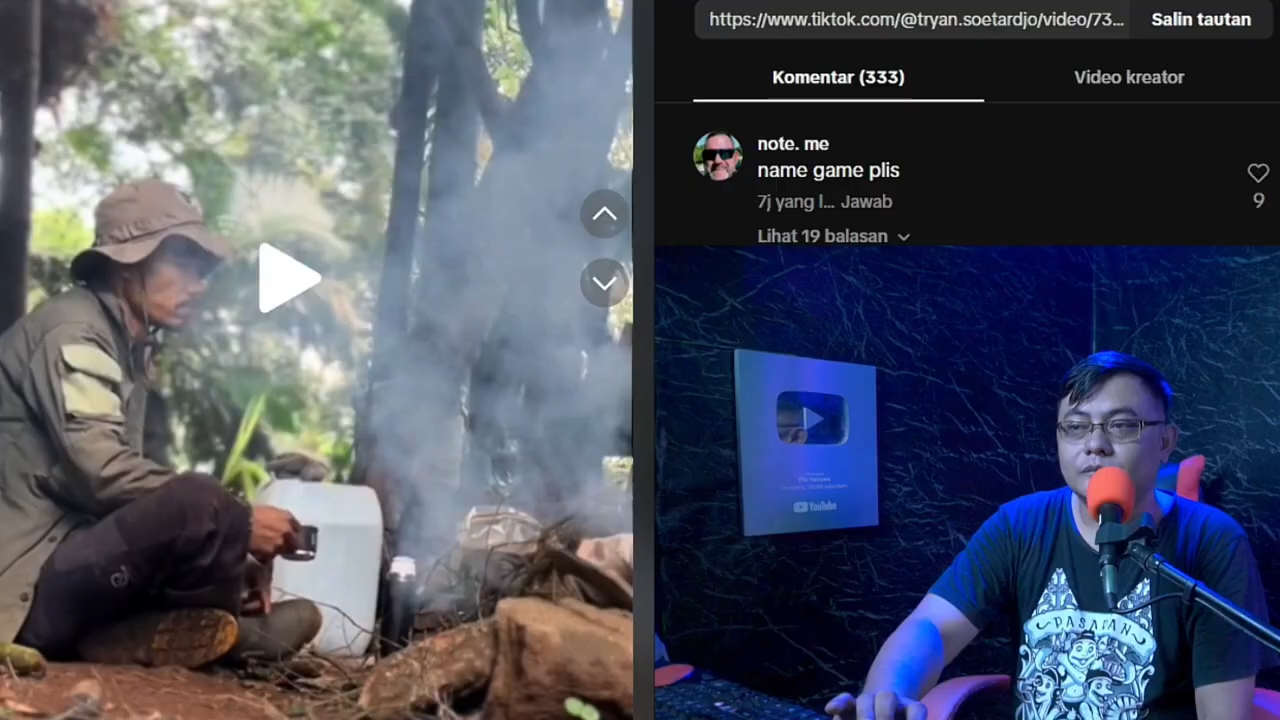 https://www.tiktok.com/@tryan.soetardjo/video/73...
Salin tautan
Komentar (333)
Video kreator
note. me
name game plis
9
7j yang l... Jawab
Lihat 19 balasan
YouTube
PASARAN